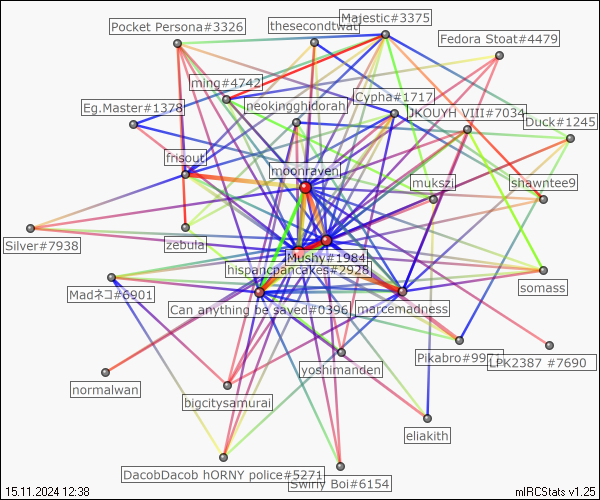 Majestic#3375
Pocket Persona#3326
thesecondtwat
Fedora Stoat#4479
ming#4742
Cypha#1717
Eg.Master#1378
neokingghidorah
JKOUYH VIII#7034
Duck#1245
frisout
moonraven
mukszi
shawntee9
Silver#7938
zebula
Mushy#1984
hispancpancakes#2928
somass
Madネコ#6901
Can anything be saved#0396
marcemadness
Pikabro#9971
LPK2387 #7690
yoshimanden
normalwan
bigcitysamurai
eliakith
DacobDacob hORNY police#5271
Swirly Boi#6154
15.11.2024 12:38
mIRCStats v1.25